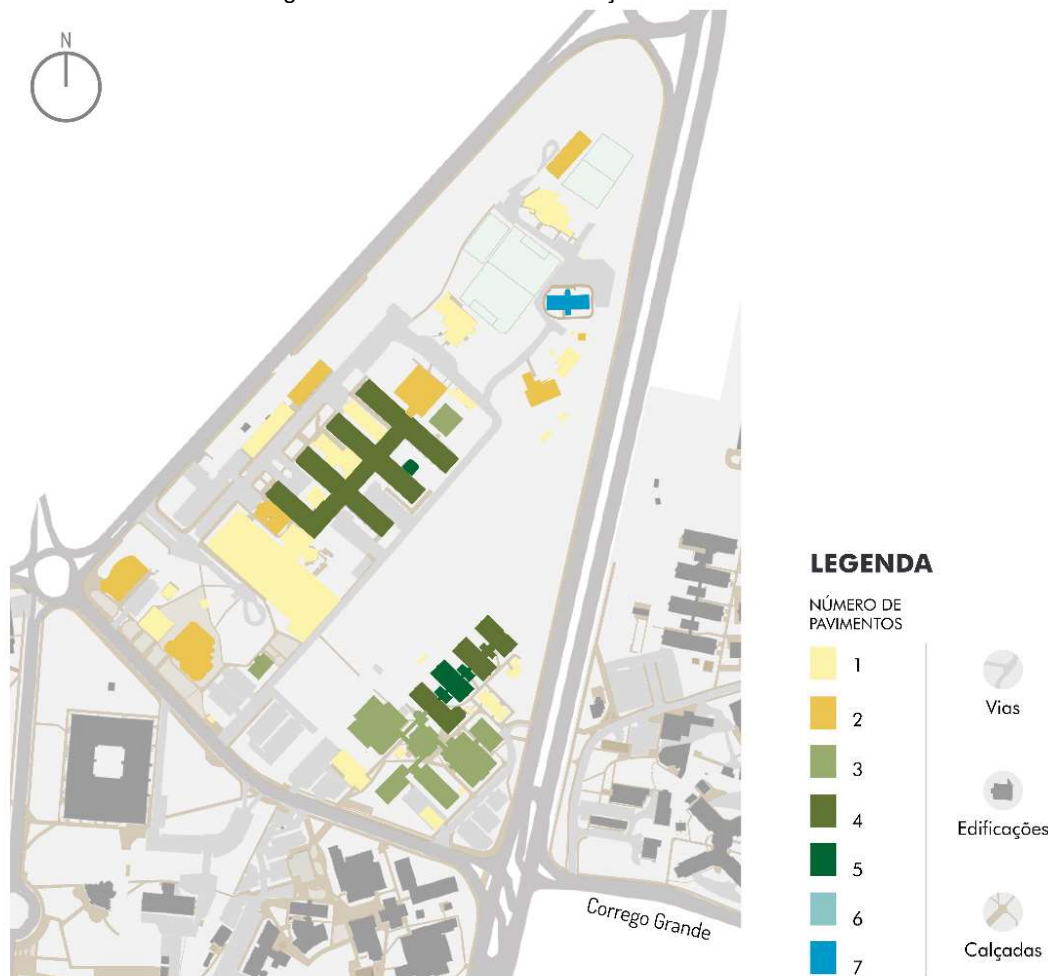 N
LEGENDA
NÚMERO DE
PAVIMENTOS
1
2
3
4
5
6
7
Vias
Edificações
Calçadas
Corrego Grande